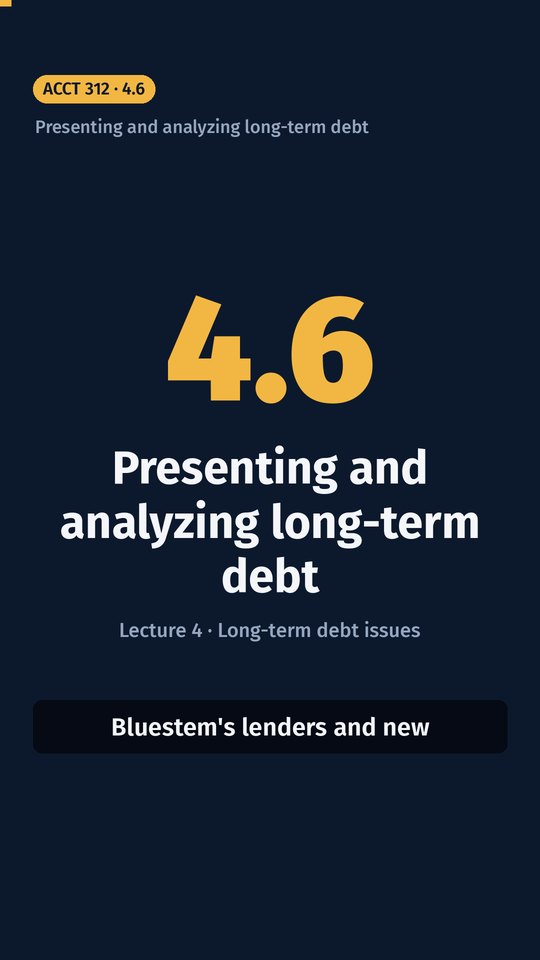 ACCT 312 · 4.6
Presenting and analyzing long-term debt
4.6
Presenting and
analyzing long-term
debt
Lecture 4 · Long-term debt issues
Bluestem's lenders and new